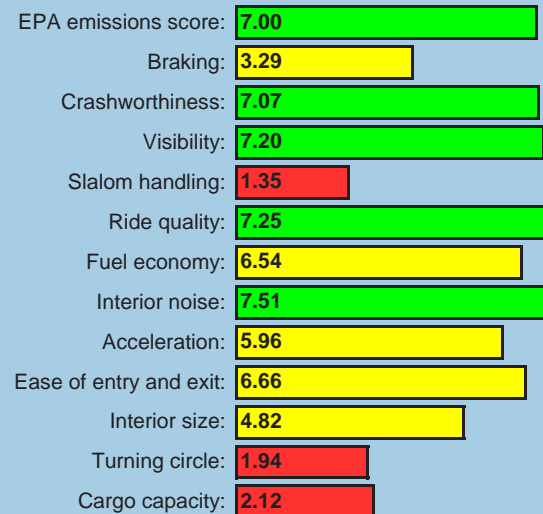 EPA emissions score: 7.00
Braking: 3.29
Crashworthiness: 7.07
Visibility: 7.20
Slalom handling: 1.35
Ride quality: 7.25
Fuel economy: 6.54
Interior noise: 7.51
Acceleration: 5.96
Ease of entry and exit: 6.66
Interior size: 4.82
Turning circle: 1.94
Cargo capacity: 2.12